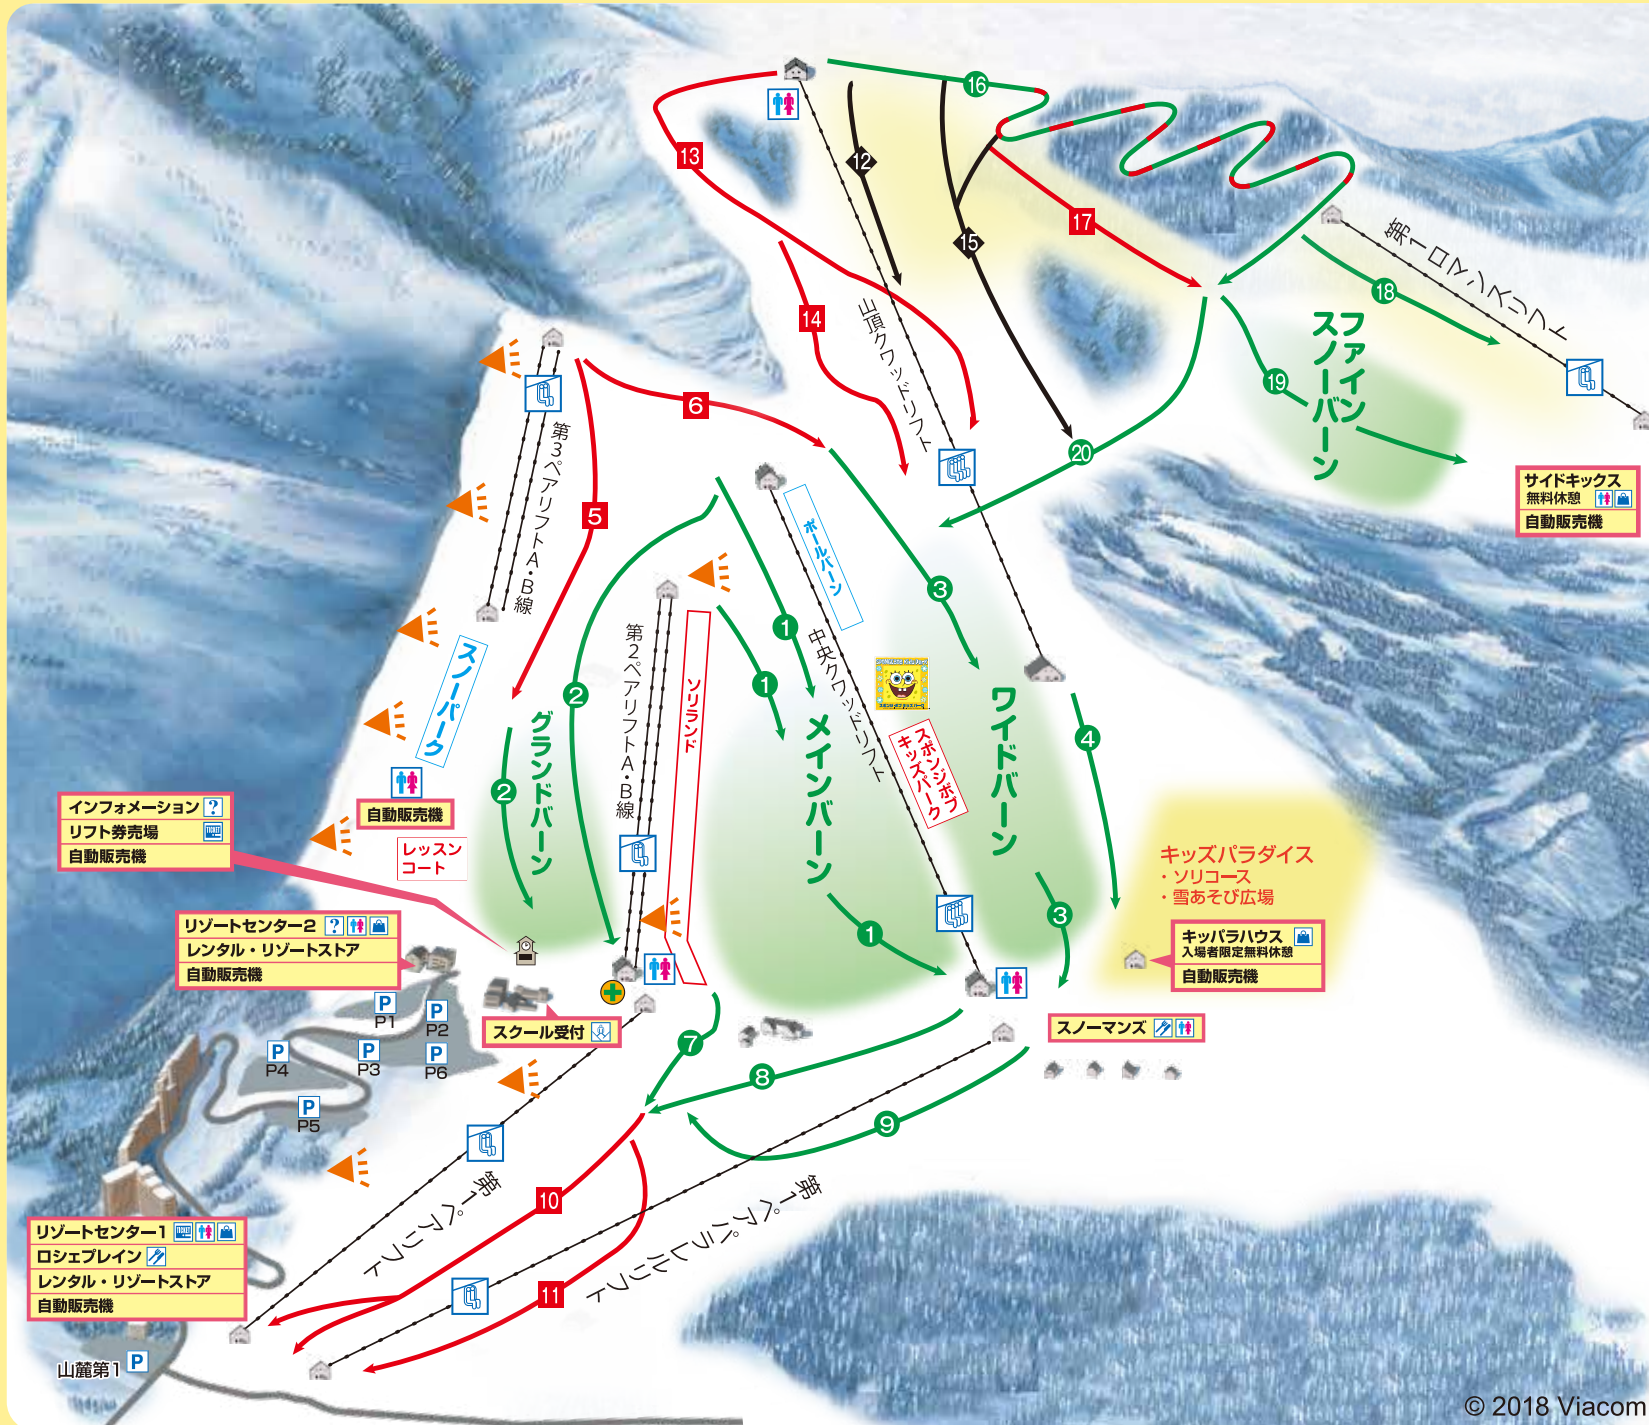 16
13
12
15
17
第1ロマンスリフト
18
14
山頂クワッドリフト
ファイン
スノーバーン
19
20
6
第3ペアリフトA・B線
5
サイドキックス
無料休憩
自動販売機
ポールバーン
3
1
1
2
第2ペアリフトA・B線
ソリランド
中央クワッドリフト
スノーパーク
グランドバーン
メインバーン
ワイドバーン
スポンジボブ
キッズパーク
4
2
自動販売機
レッスン
コート
インフォメーション ?
リフト券売場
自動販売機
キッズパラダイス
・ソリコース
・雪あそび広場
3
1
キッパラハウス
入場者限定無料休憩
自動販売機
リゾートセンター2 ?
レンタル・リゾートストア
自動販売機
P
P1
P
P2
P
P3
P
P4
P
P5
P
P6
スクール受付
スノーマンズ
7
8
9
第1ペアリフト
10
第1ペアパラレルリフト
11
リゾートセンター1
ロシェプレイン
レンタル・リゾートストア
自動販売機
山麓第1 P
© 2018 Viacom